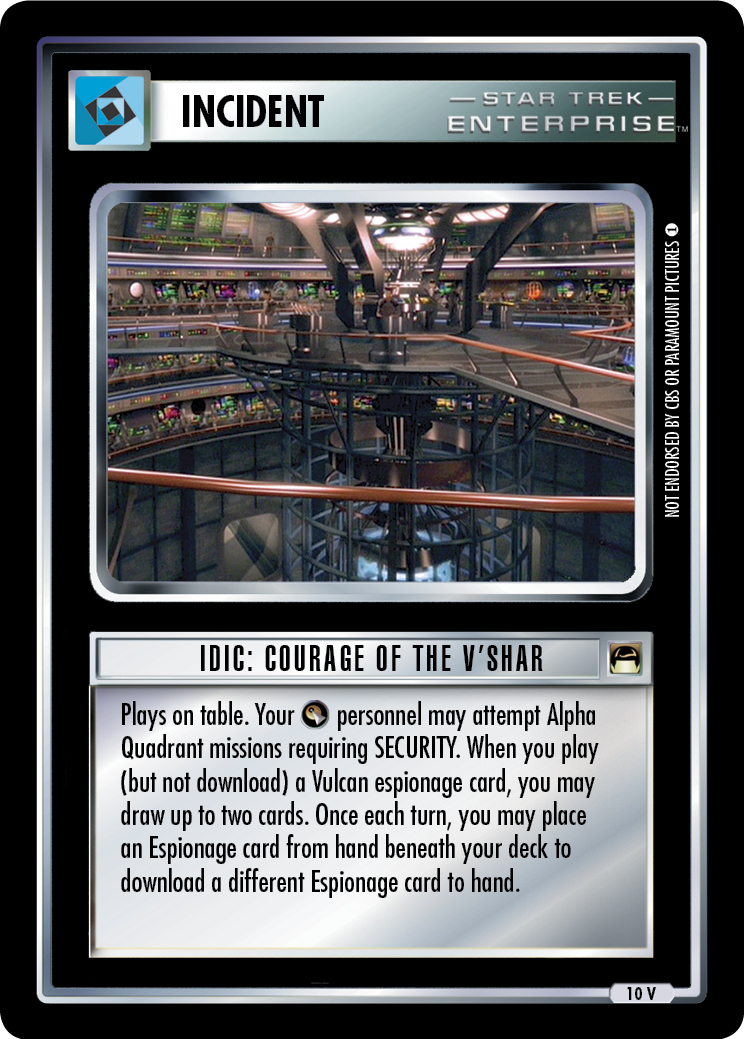 INCIDENT
— STAR TREK —
ENTERPRISE™
NOT ENDORSED BY CBS OR PARAMOUNT PICTURES 1
IDIC: COURAGE OF THE V'SHAR
Plays on table. Your personnel may attempt Alpha
Quadrant missions requiring SECURITY. When you play
(but not download) a Vulcan espionage card, you may
draw up to two cards. Once each turn, you may place
an Espionage card from hand beneath your deck to
download a different Espionage card to hand.
10 V